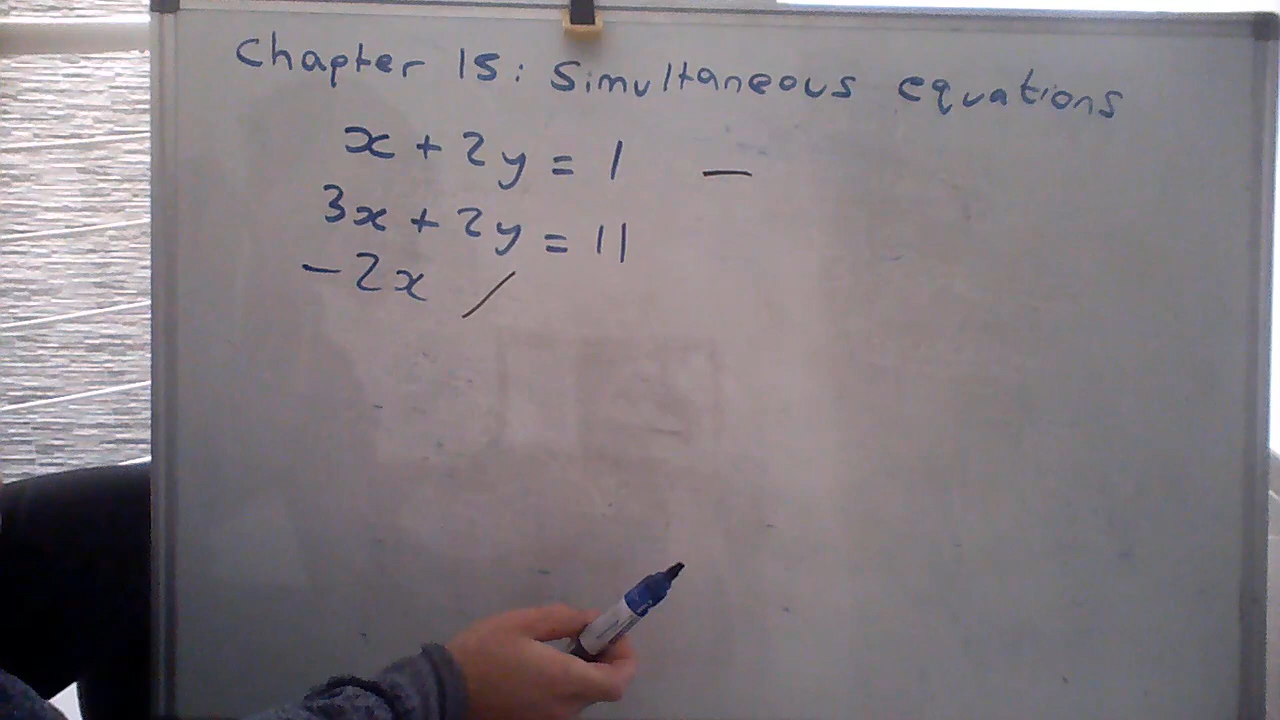 Chapter 15: Simultaneous equations
x + 2y = 1 —
3x + 2y = 11
-2x /